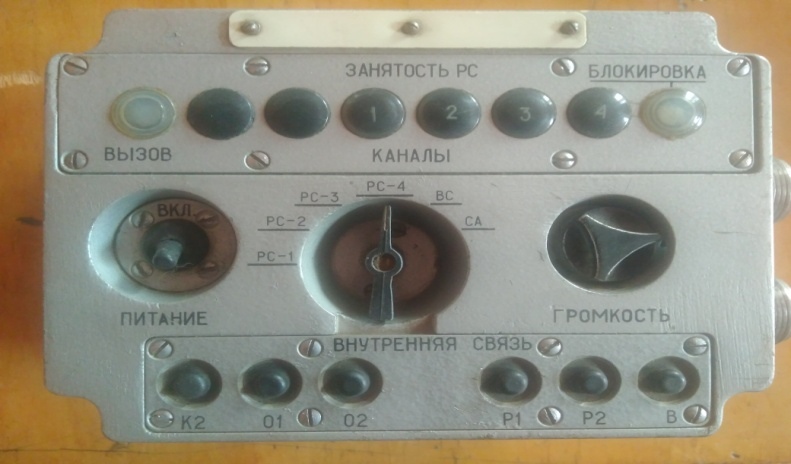 ЗАНЯТОСТЬ РС
БЛОКИРОВКА
1 2 3 4
ВЫЗОВ
КАНАЛЫ
РС-4
РС-3
ВС
РС-2
СА
РС-1
ВКЛ
ПИТАНИЕ
ГРОМКОСТЬ
ВНУТРЕННЯЯ СВЯЗЬ
К2 О1 О2 Р1 Р2 В